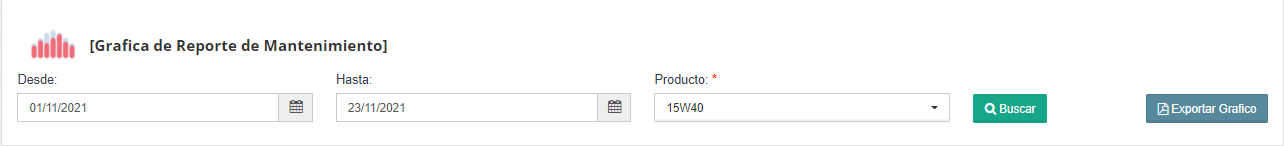 [Grafica de Reporte de Mantenimiento]
Desde: Hasta: Producto: *
01/11/2021 23/11/2021 15W40 Buscar Exportar Grafico